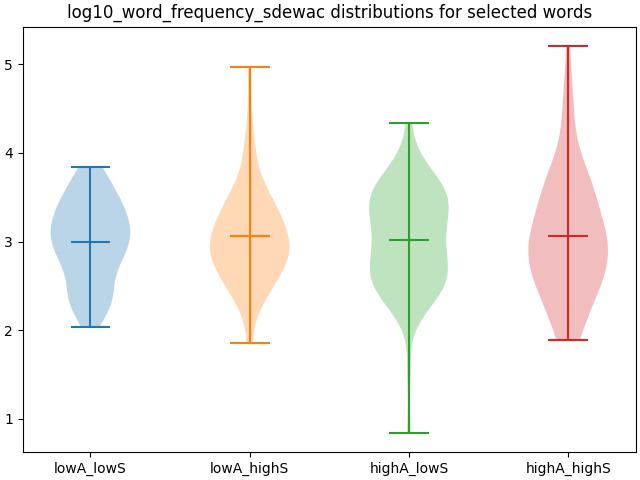 log10_word_frequency_sdewac distributions for selected words
5
4
3
2
1
lowA_lowS
lowA_highS
highA_lowS
highA_highS